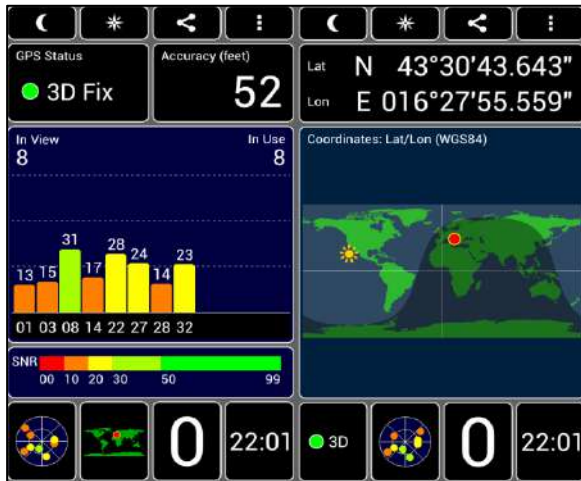 GPS Status
3D Fix
Accuracy (feet)
52
In View
8
In Use
8
13 15 31 17 28 24 14 23
01 03 08 14 22 27 28 32
SNR
00 10 20 30 50 99
0
22:01
Lat N 43°30'43.643"
Lon E 016°27'55.559"
Coordinates: Lat/Lon (WGS84)
3D
0
22:01